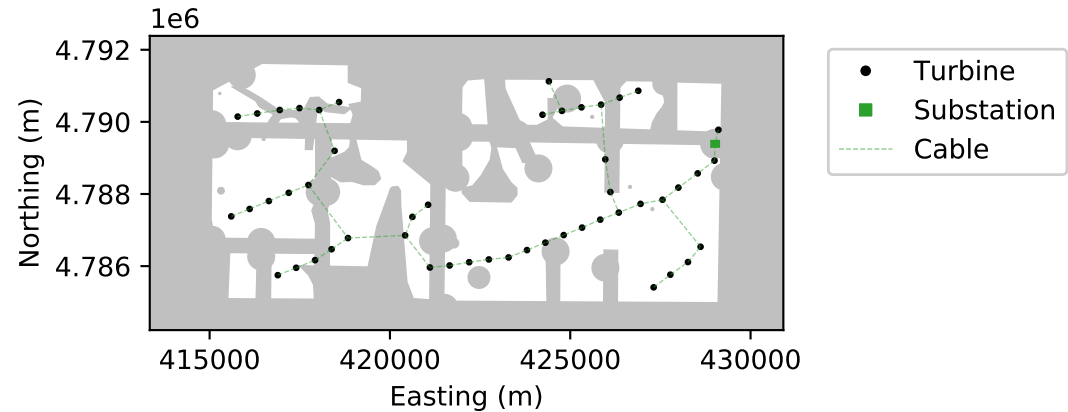 1e6
4.792
4.790
4.788
4.786
Northing (m)
415000 420000 425000 430000
Easting (m)
Turbine
Substation
Cable